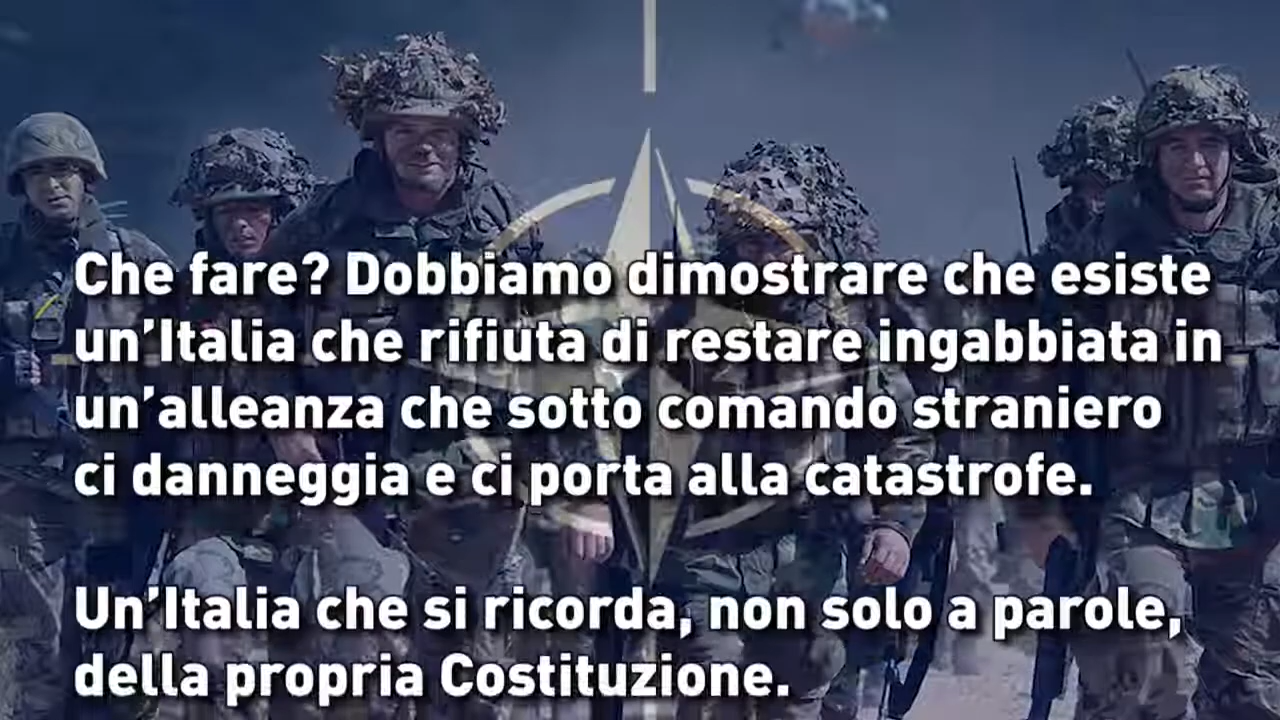 Che fare? Dobbiamo dimostrare che esiste
un’Italia che rifiuta di restare ingabbiata in
un’alleanza che sotto comando straniero
ci danneggia e ci porta alla catastrofe.
Un’Italia che si ricorda, non solo a parole,
della propria Costituzione.